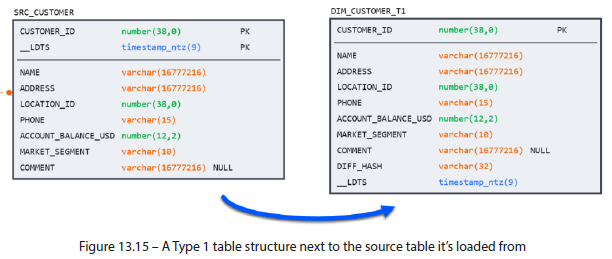 SRC_CUSTOMER
CUSTOMER_ID number(38,0) PK
__LDTS timestamp_ntz(9) PK
NAME varchar(16777216)
ADDRESS varchar(16777216)
LOCATION_ID number(38,0)
PHONE varchar(15)
ACCOUNT_BALANCE_USD number(12,2)
MARKET_SEGMENT varchar(10)
COMMENT varchar(16777216) NULL
DIM_CUSTOMER_T1
CUSTOMER_ID number(38,0) PK
NAME varchar(16777216)
ADDRESS varchar(16777216)
LOCATION_ID number(38,0)
PHONE varchar(15)
ACCOUNT_BALANCE_USD number(12,2)
MARKET_SEGMENT varchar(10)
COMMENT varchar(16777216) NULL
DIFF_HASH varchar(32)
__LDTS timestamp_ntz(9)
Figure 13.15 – A Type 1 table structure next to the source table it’s loaded from